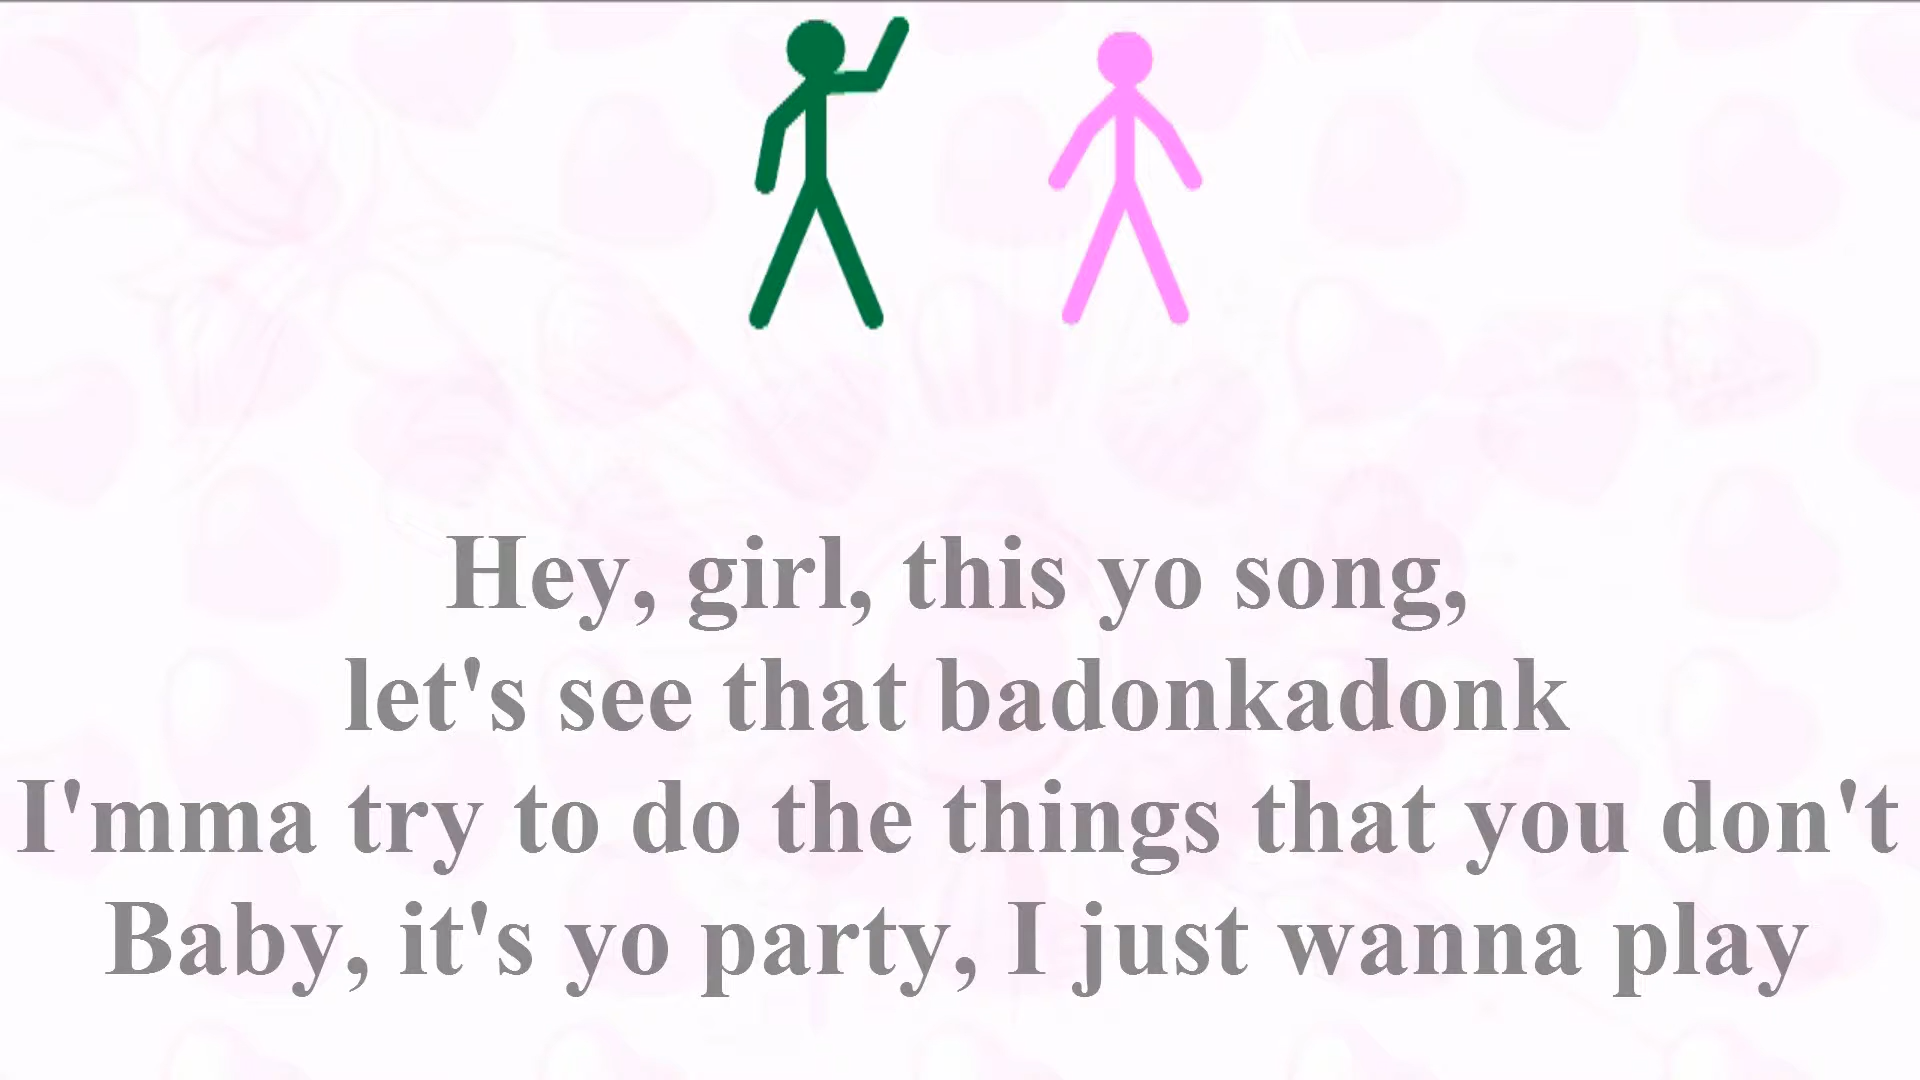 Hey, girl, this yo song,
let's see that badonkadonk
I'mma try to do the things that you don't
Baby, it's yo party, I just wanna play